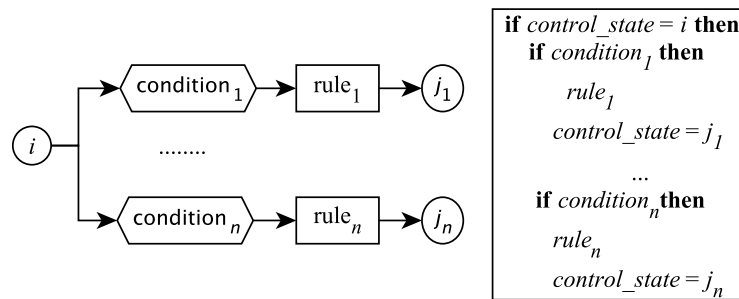 i
condition₁ rule₁ j₁
........
conditionₙ ruleₙ jₙ
if control_state = i then
if condition₁ then
rule₁
control_state = j₁
...
if conditionₙ then
ruleₙ
control_state = jₙ